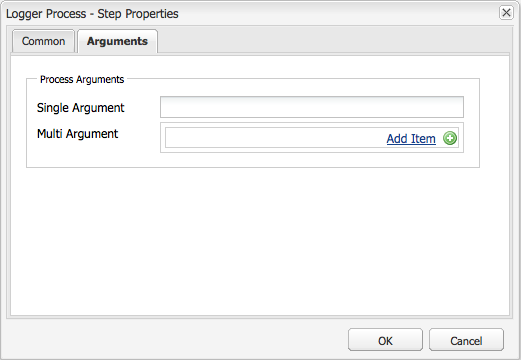 Logger Process - Step Properties
Common Arguments
Process Arguments
Single Argument
Multi Argument
Add Item
OK Cancel